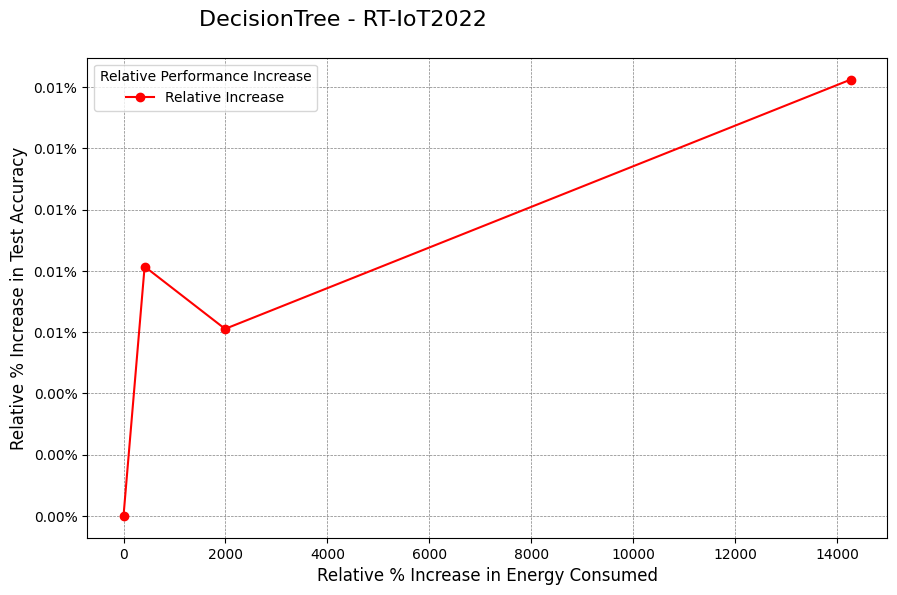 DecisionTree - RT-IoT2022
Relative Performance Increase
Relative Increase
Relative % Increase in Test Accuracy
0.01%
0.01%
0.01%
0.01%
0.01%
0.00%
0.00%
0.00%
0 2000 4000 6000 8000 10000 12000 14000
Relative % Increase in Energy Consumed